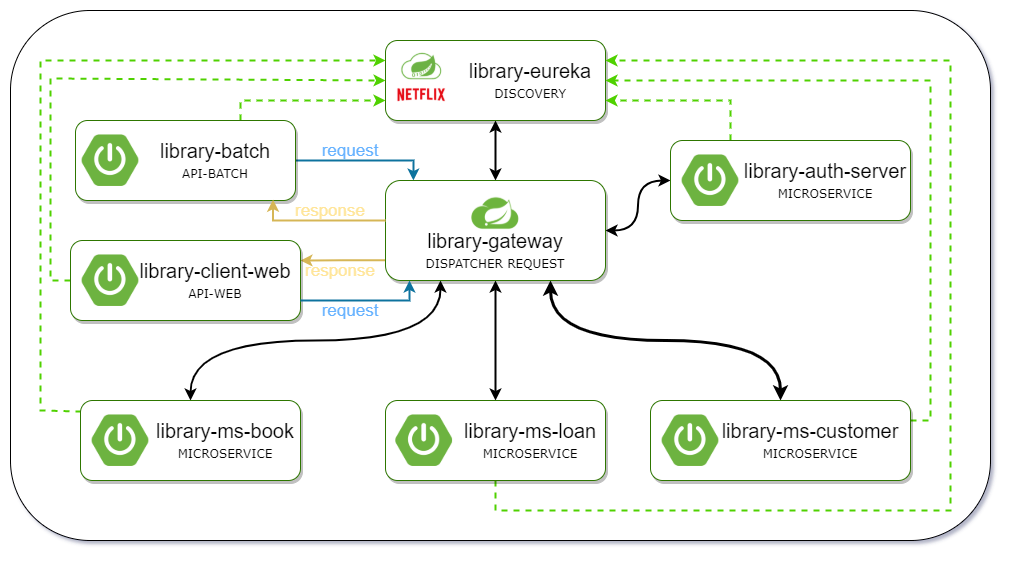 library-eureka
NETFLIX
DISCOVERY
library-batch
API-BATCH
request
library-auth-server
MICROSERVICE
response
library-gateway
DISPATCHER REQUEST
library-client-web
API-WEB
response
request
library-ms-book
MICROSERVICE
library-ms-loan
MICROSERVICE
library-ms-customer
MICROSERVICE